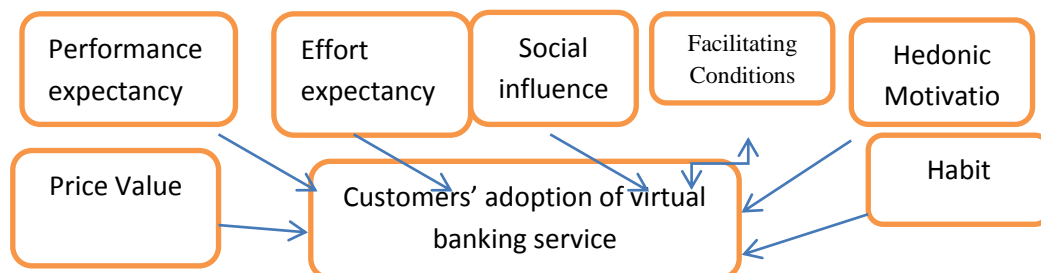 Performance
expectancy
Effort
expectancy
Social
influence
Facilitating
Conditions
Hedonic
Motivatio
Price Value
Customers’ adoption of virtual
banking service
Habit